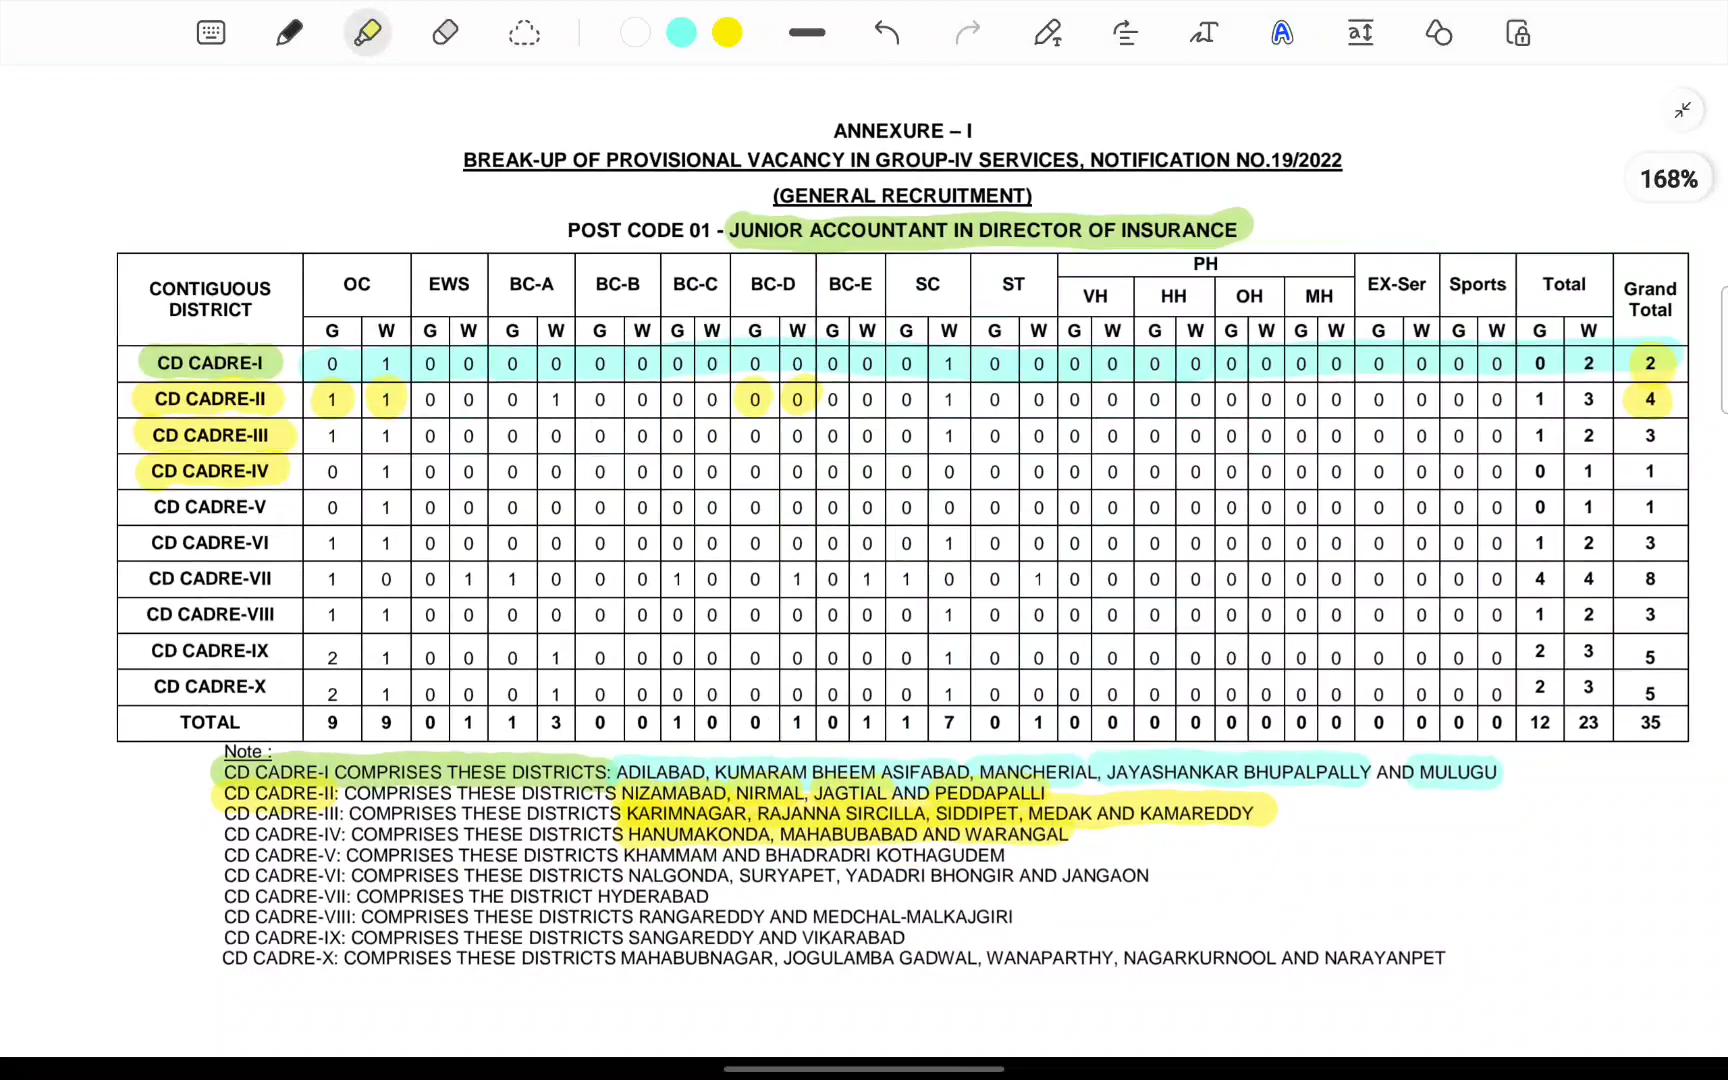 168%
ANNEXURE – I
BREAK-UP OF PROVISIONAL VACANCY IN GROUP-IV SERVICES, NOTIFICATION NO.19/2022
(GENERAL RECRUITMENT)
POST CODE 01 - JUNIOR ACCOUNTANT IN DIRECTOR OF INSURANCE
CONTIGUOUS DISTRICT OC EWS BC-A BC-B BC-C BC-D BC-E SC ST PH EX-Ser Sports Total Grand Total
VH HH OH MH
G W G W G W G W G W G W G W G W G W G W G W G W G W G W G W G W
CD CADRE-I 0 1 0 0 0 0 0 0 0 0 0 0 0 0 0 1 0 0 0 0 0 0 0 0 0 0 0 0 0 0 0 2 2
CD CADRE-II 1 1 0 0 0 1 0 0 0 0 0 0 0 0 0 1 0 0 0 0 0 0 0 0 0 0 0 0 0 0 1 3 4
CD CADRE-III 1 1 0 0 0 0 0 0 0 0 0 0 0 0 0 1 0 0 0 0 0 0 0 0 0 0 0 0 0 0 1 2 3
CD CADRE-IV 0 1 0 0 0 0 0 0 0 0 0 0 0 0 0 0 0 0 0 0 0 0 0 0 0 0 0 0 0 0 0 1 1
CD CADRE-V 0 1 0 0 0 0 0 0 0 0 0 0 0 0 0 0 0 0 0 0 0 0 0 0 0 0 0 0 0 0 0 1 1
CD CADRE-VI 1 1 0 0 0 0 0 0 0 0 0 0 0 0 0 1 0 0 0 0 0 0 0 0 0 0 0 0 0 0 1 2 3
CD CADRE-VII 1 0 0 1 1 0 0 0 1 0 0 1 0 1 1 0 0 1 0 0 0 0 0 0 0 0 0 0 0 0 4 4 8
CD CADRE-VIII 1 1 0 0 0 0 0 0 0 0 0 0 0 0 0 1 0 0 0 0 0 0 0 0 0 0 0 0 0 0 1 2 3
CD CADRE-IX 2 1 0 0 0 1 0 0 0 0 0 0 0 0 0 1 0 0 0 0 0 0 0 0 0 0 0 0 0 0 2 3 5
CD CADRE-X 2 1 0 0 0 1 0 0 0 0 0 0 0 0 0 1 0 0 0 0 0 0 0 0 0 0 0 0 0 0 2 3 5
TOTAL 9 9 0 1 1 3 0 0 1 0 0 1 0 1 1 7 0 1 0 0 0 0 0 0 0 0 0 0 0 0 12 23 35
Note :
CD CADRE-I COMPRISES THESE DISTRICTS: ADILABAD, KUMARAM BHEEM ASIFABAD, MANCHERIAL, JAYASHANKAR BHUPALPALLY AND MULUGU
CD CADRE-II: COMPRISES THESE DISTRICTS NIZAMABAD, NIRMAL, JAGTIAL AND PEDDAPALLI
CD CADRE-III: COMPRISES THESE DISTRICTS KARIMNAGAR, RAJANNA SIRCILLA, SIDDIPET, MEDAK AND KAMAREDDY
CD CADRE-IV: COMPRISES THESE DISTRICTS HANUMAKONDA, MAHABUBABAD AND WARANGAL
CD CADRE-V: COMPRISES THESE DISTRICTS KHAMMAM AND BHADRADRI KOTHAGUDEM
CD CADRE-VI: COMPRISES THESE DISTRICTS NALGONDA, SURYAPET, YADADRI BHONGIR AND JANGAON
CD CADRE-VII: COMPRISES THE DISTRICT HYDERABAD
CD CADRE-VIII: COMPRISES THESE DISTRICTS RANGAREDDY AND MEDCHAL-MALKAJGIRI
CD CADRE-IX: COMPRISES THESE DISTRICTS SANGAREDDY AND VIKARABAD
CD CADRE-X: COMPRISES THESE DISTRICTS MAHABUBNAGAR, JOGULAMBA GADWAL, WANAPARTHY, NAGARKURNOOL AND NARAYANPET